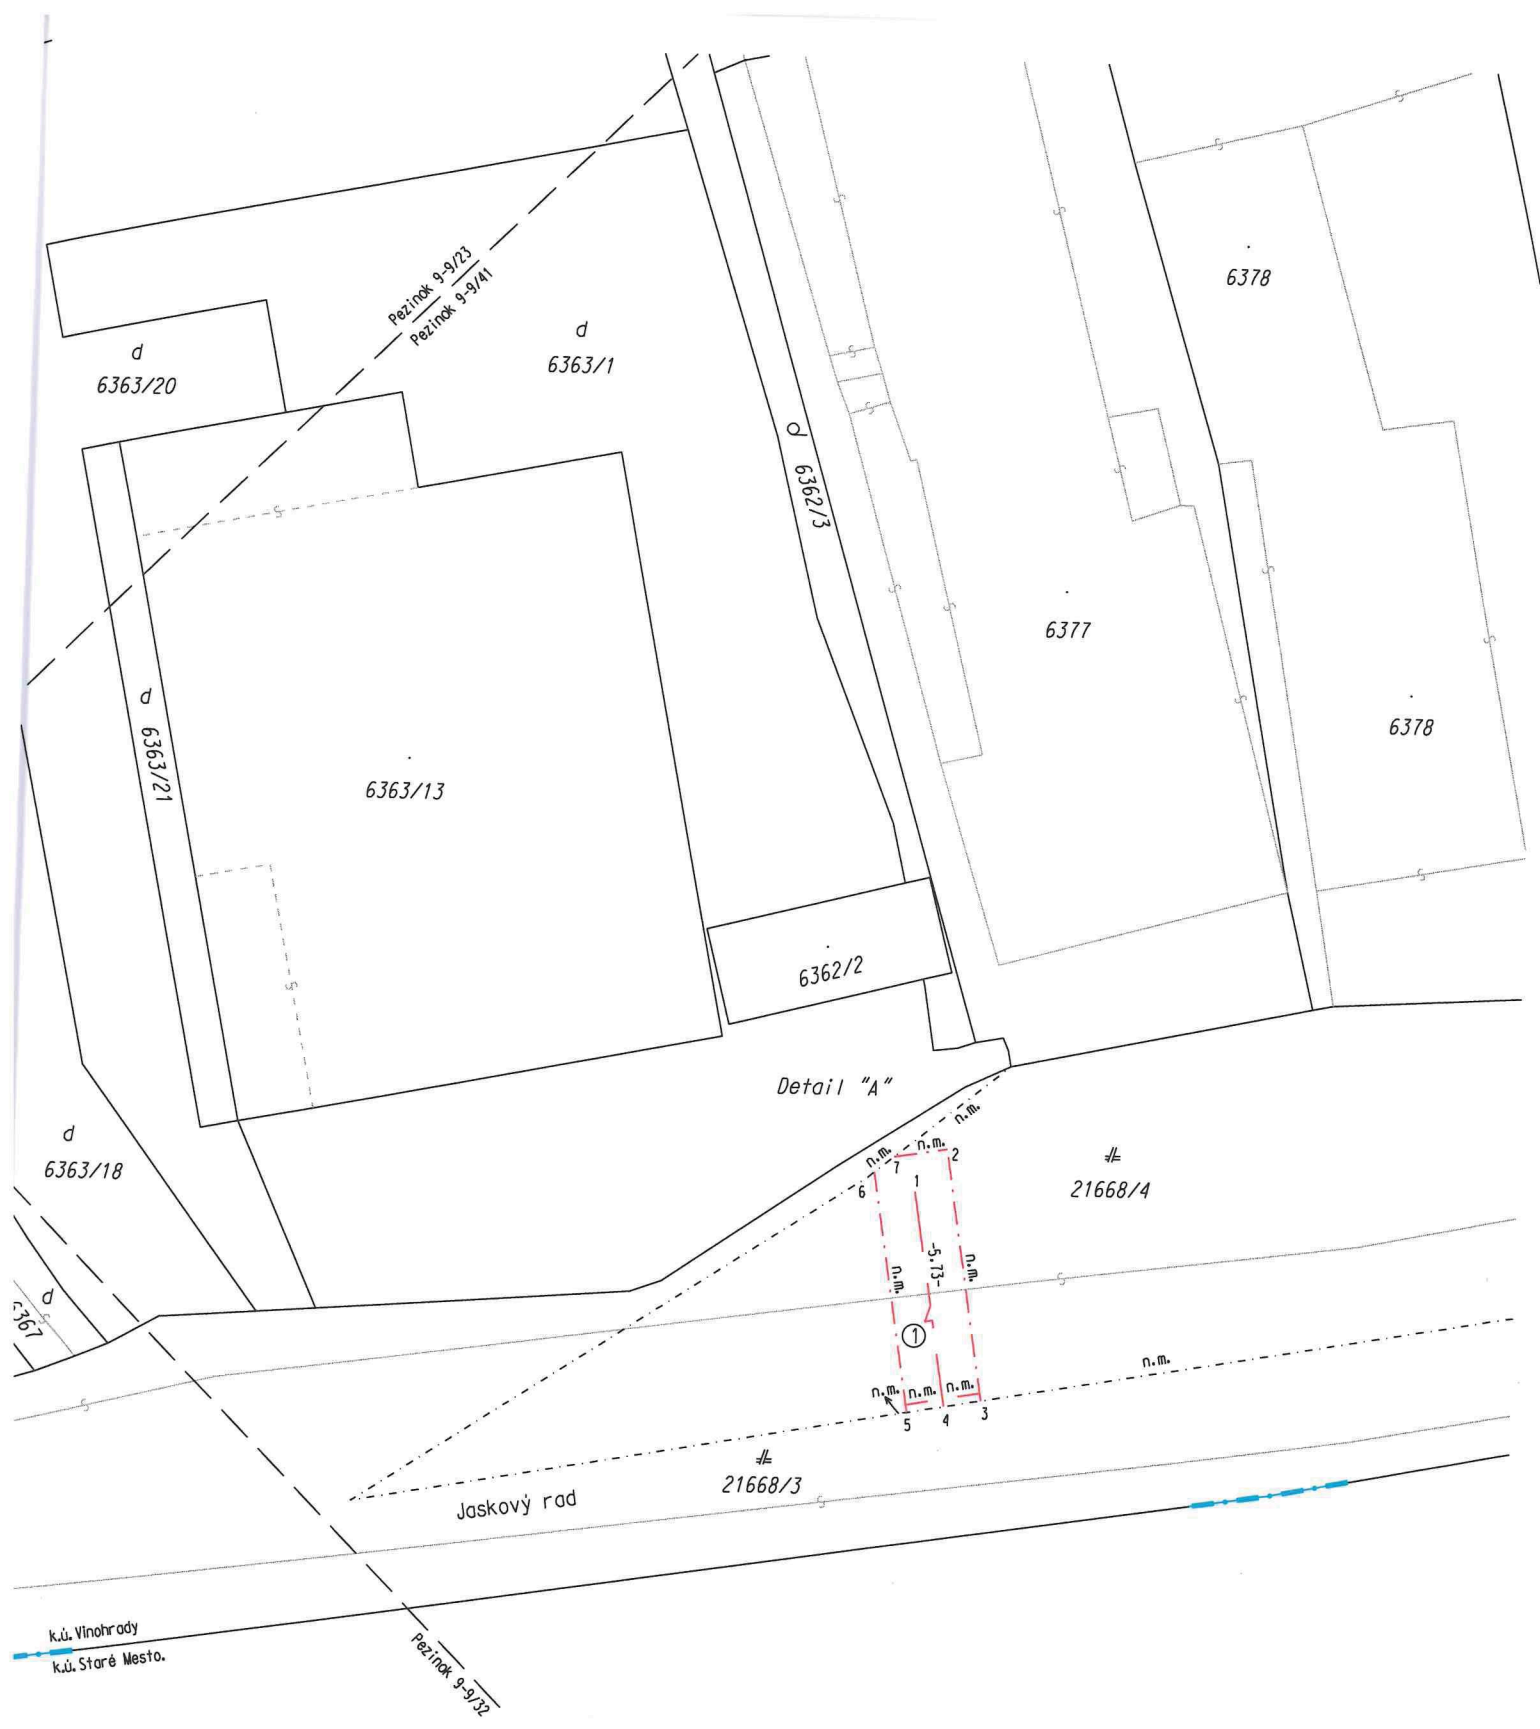 Pezinok 9-9/23
Pezinok 9-9/41
d
6363/20
d
6363/1
6378
d
6362/3
6377
6378
d
6363/21
6363/13
6362/2
Detail "A"
d
6363/18
n.m.
n.m.
n.m.
2
7
6
1
21668/4
-5.73-
n.m.
n.m.
d
6367
1
n.m.
n.m.
n.m.
n.m.
5
4
3
21668/3
Jaskový rad
k.ú. Vinohrady
k.ú. Staré Mesto.
Pezinok 9-9/32